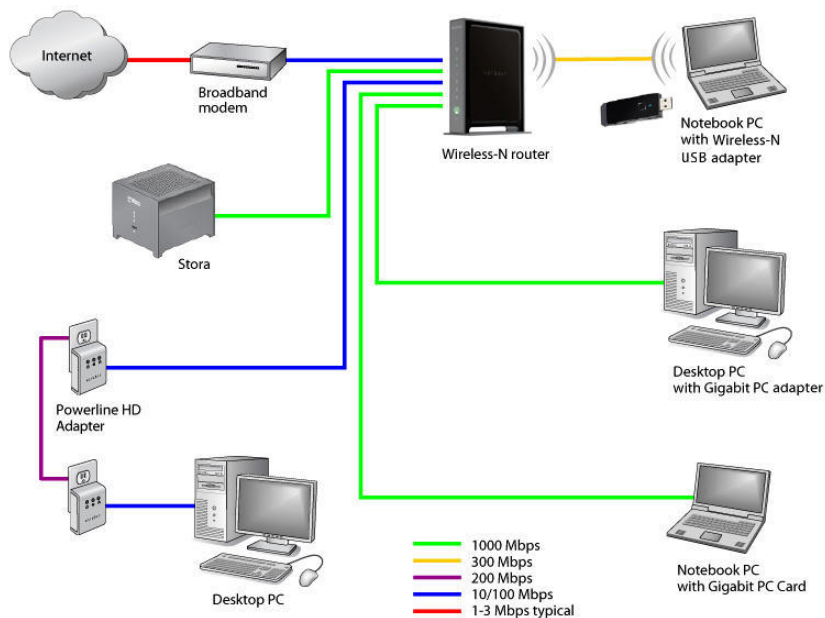 Internet
Broadband
modem
NETGEAR
Wireless-N router
Notebook PC
with Wireless-N
USB adapter
Stora
Desktop PC
with Gigabit PC adapter
Powerline HD
Adapter
Desktop PC
Notebook PC
with Gigabit PC Card
1000 Mbps
300 Mbps
200 Mbps
10/100 Mbps
1-3 Mbps typical